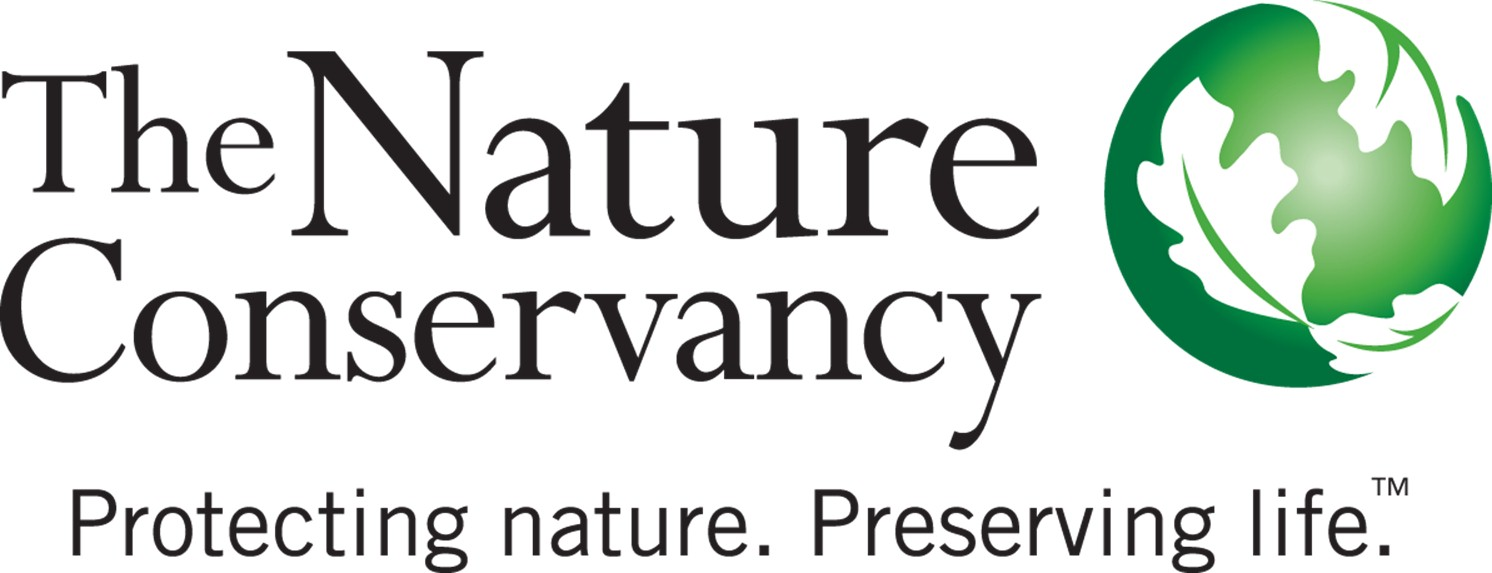 The Nature
Conservancy
Protecting nature. Preserving life.™